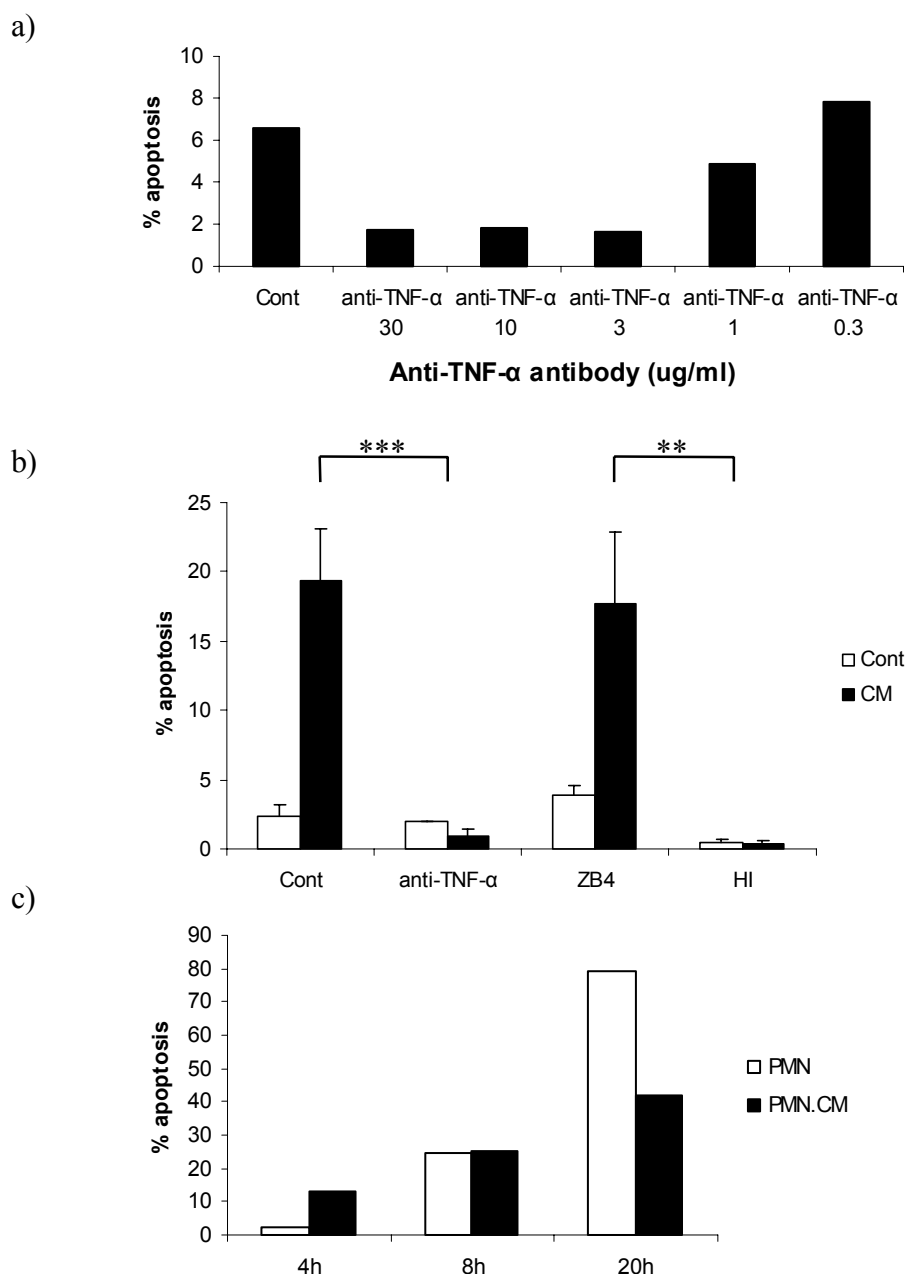 a)
10
8
6
4
2
0
% apoptosis
Cont anti-TNF-α anti-TNF-α anti-TNF-α anti-TNF-α anti-TNF-α
30 10 3 1 0.3
Anti-TNF-α antibody (ug/ml)
b)
*** **
25
20
15
10
5
0
% apoptosis
Cont anti-TNF-α ZB4 HI
Cont
CM
c)
90
80
70
60
50
40
30
20
10
0
% apoptosis
4h 8h 20h
PMN
PMN.CM